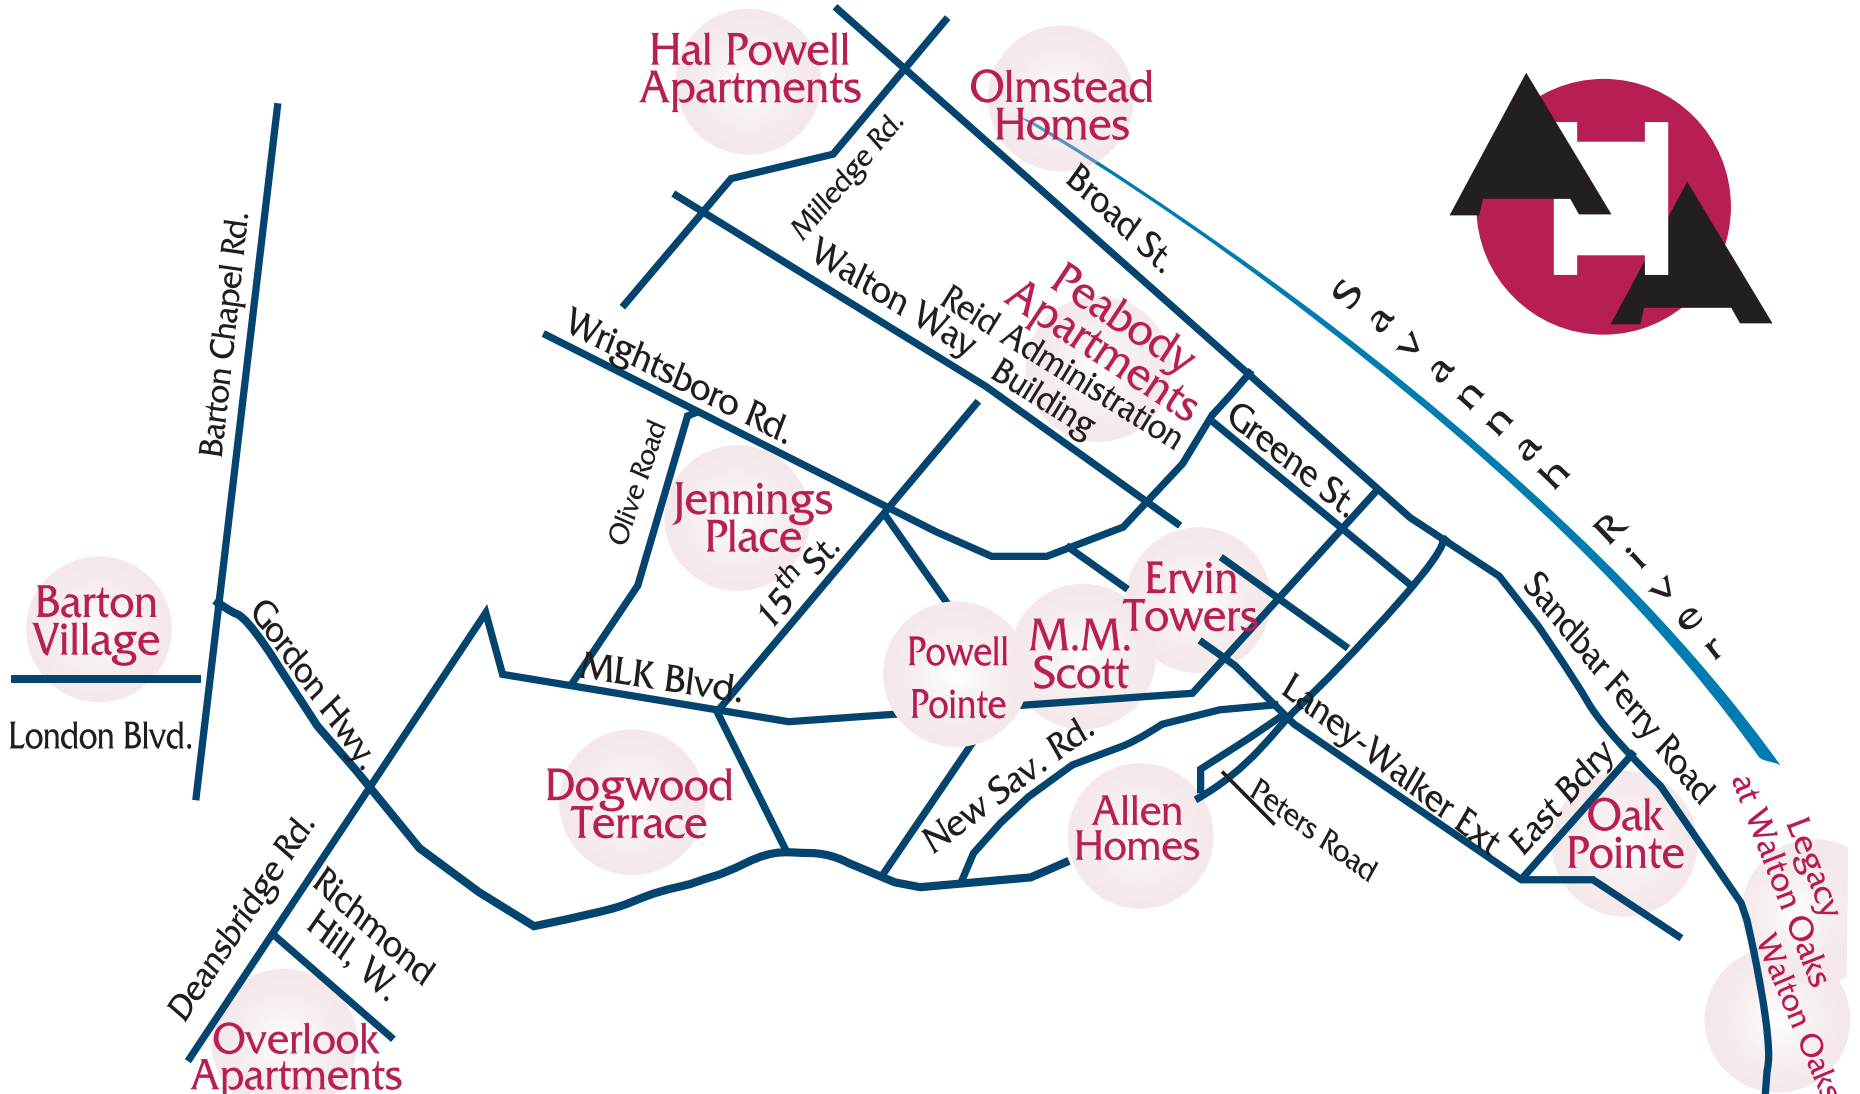 Hal Powell
Apartments
Olmstead
Homes
Milledge Rd.
Broad St.
AHA
Barton Chapel Rd.
Walton Way
Savannah River
Peabody
Apartments
Reid Administration
Building
Wrightsboro Rd.
Greene St.
Olive Road
Jennings
Place
15th St.
Ervin
Towers
Barton
Village
London Blvd.
Gordon Hwy.
MLK Blvd.
Powell
Pointe
M.M.
Scott
Sandbar Ferry Road
Laney-Walker Ext
East Bdry
New Sav. Rd.
Dogwood
Terrace
Allen
Homes
Peters Road
Oak
Pointe
Legacy
at Walton Oaks
Walton Oaks
Deansbridge Rd.
Richmond
Hill, W.
Overlook
Apartments